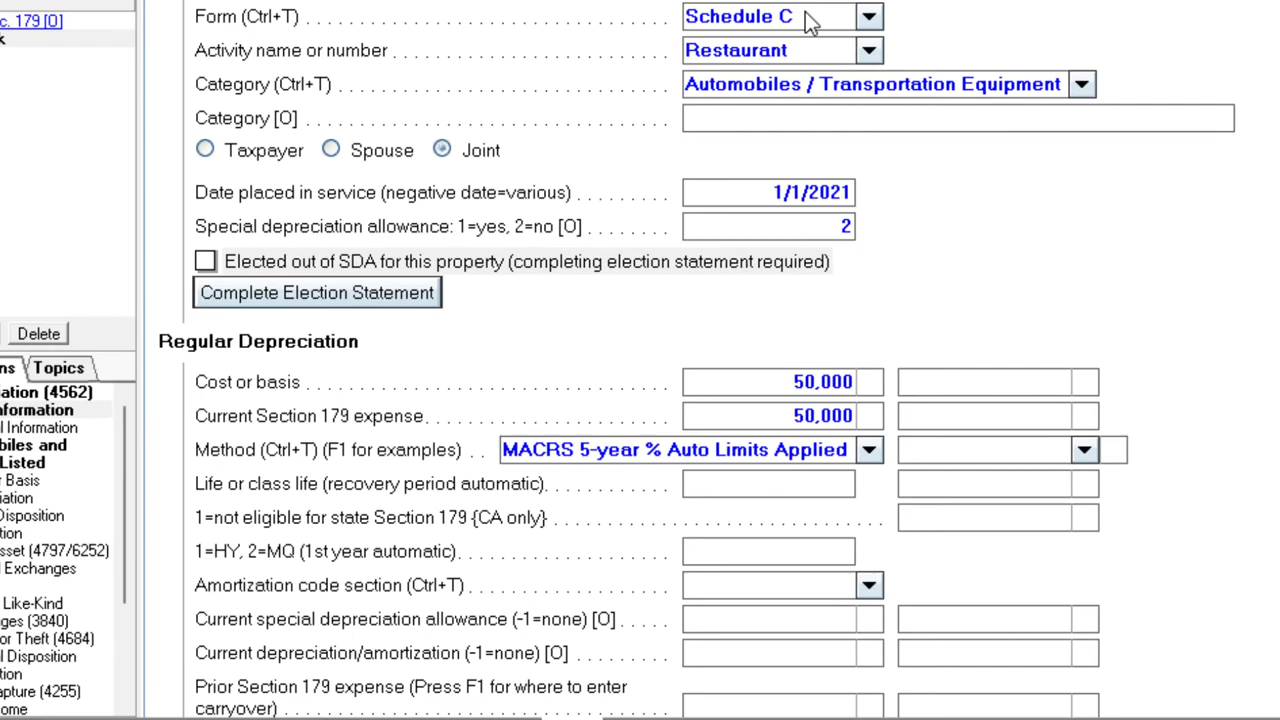 c. 179 [O]
k
Form (Ctrl+T) Schedule C
Activity name or number Restaurant
Category (Ctrl+T) Automobiles / Transportation Equipment
Category [O]
Taxpayer Spouse Joint
Date placed in service (negative date=various) 1/1/2021
Special depreciation allowance: 1=yes, 2=no [O] 2
Elected out of SDA for this property (completing election statement required)
Complete Election Statement
Regular Depreciation
Cost or basis 50,000
Current Section 179 expense 50,000
Method (Ctrl+T) (F1 for examples) MACRS 5-year % Auto Limits Applied
Life or class life (recovery period automatic)
1=not eligible for state Section 179 {CA only}
1=HY, 2=MQ (1st year automatic)
Amortization code section (Ctrl+T)
Current special depreciation allowance (-1=none) [O]
Current depreciation/amortization (-1=none) [O]
Prior Section 179 expense (Press F1 for where to enter
carryover)
Delete
ns Topics
iation (4562)
nformation
l Information
biles and
Listed
r Basis
iation
Disposition
tion
sset (4797/6252)
Exchanges
Like-Kind
ges (3840)
or Theft (4684)
l Disposition
tion
apture (4255)
ome